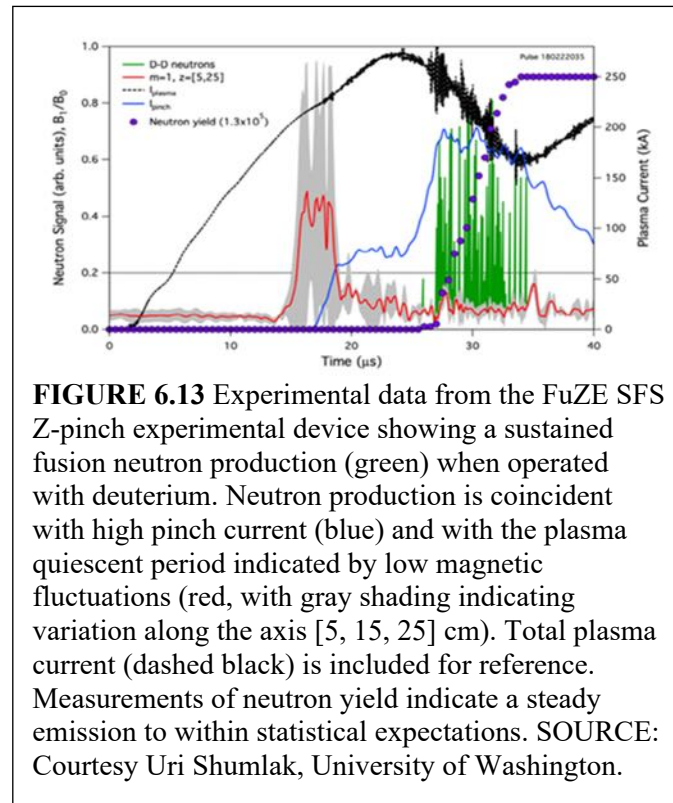 Pulse 180222035
1.0
0.8
0.6
0.4
0.2
0.0
Neutron Signal (arb. units), B₁/B₀
D-D neutrons
m=1, z=[5,25]
I_plasma
I_pinch
Neutron yield (1.3x10⁵)
250
200
150
100
50
0
Plasma Current (kA)
0 10 20 30 40
Time (µs)
FIGURE 6.13 Experimental data from the FuZE SFS
Z-pinch experimental device showing a sustained
fusion neutron production (green) when operated
with deuterium. Neutron production is coincident
with high pinch current (blue) and with the plasma
quiescent period indicated by low magnetic
fluctuations (red, with gray shading indicating
variation along the axis [5, 15, 25] cm). Total plasma
current (dashed black) is included for reference.
Measurements of neutron yield indicate a steady
emission to within statistical expectations. SOURCE:
Courtesy Uri Shumlak, University of Washington.